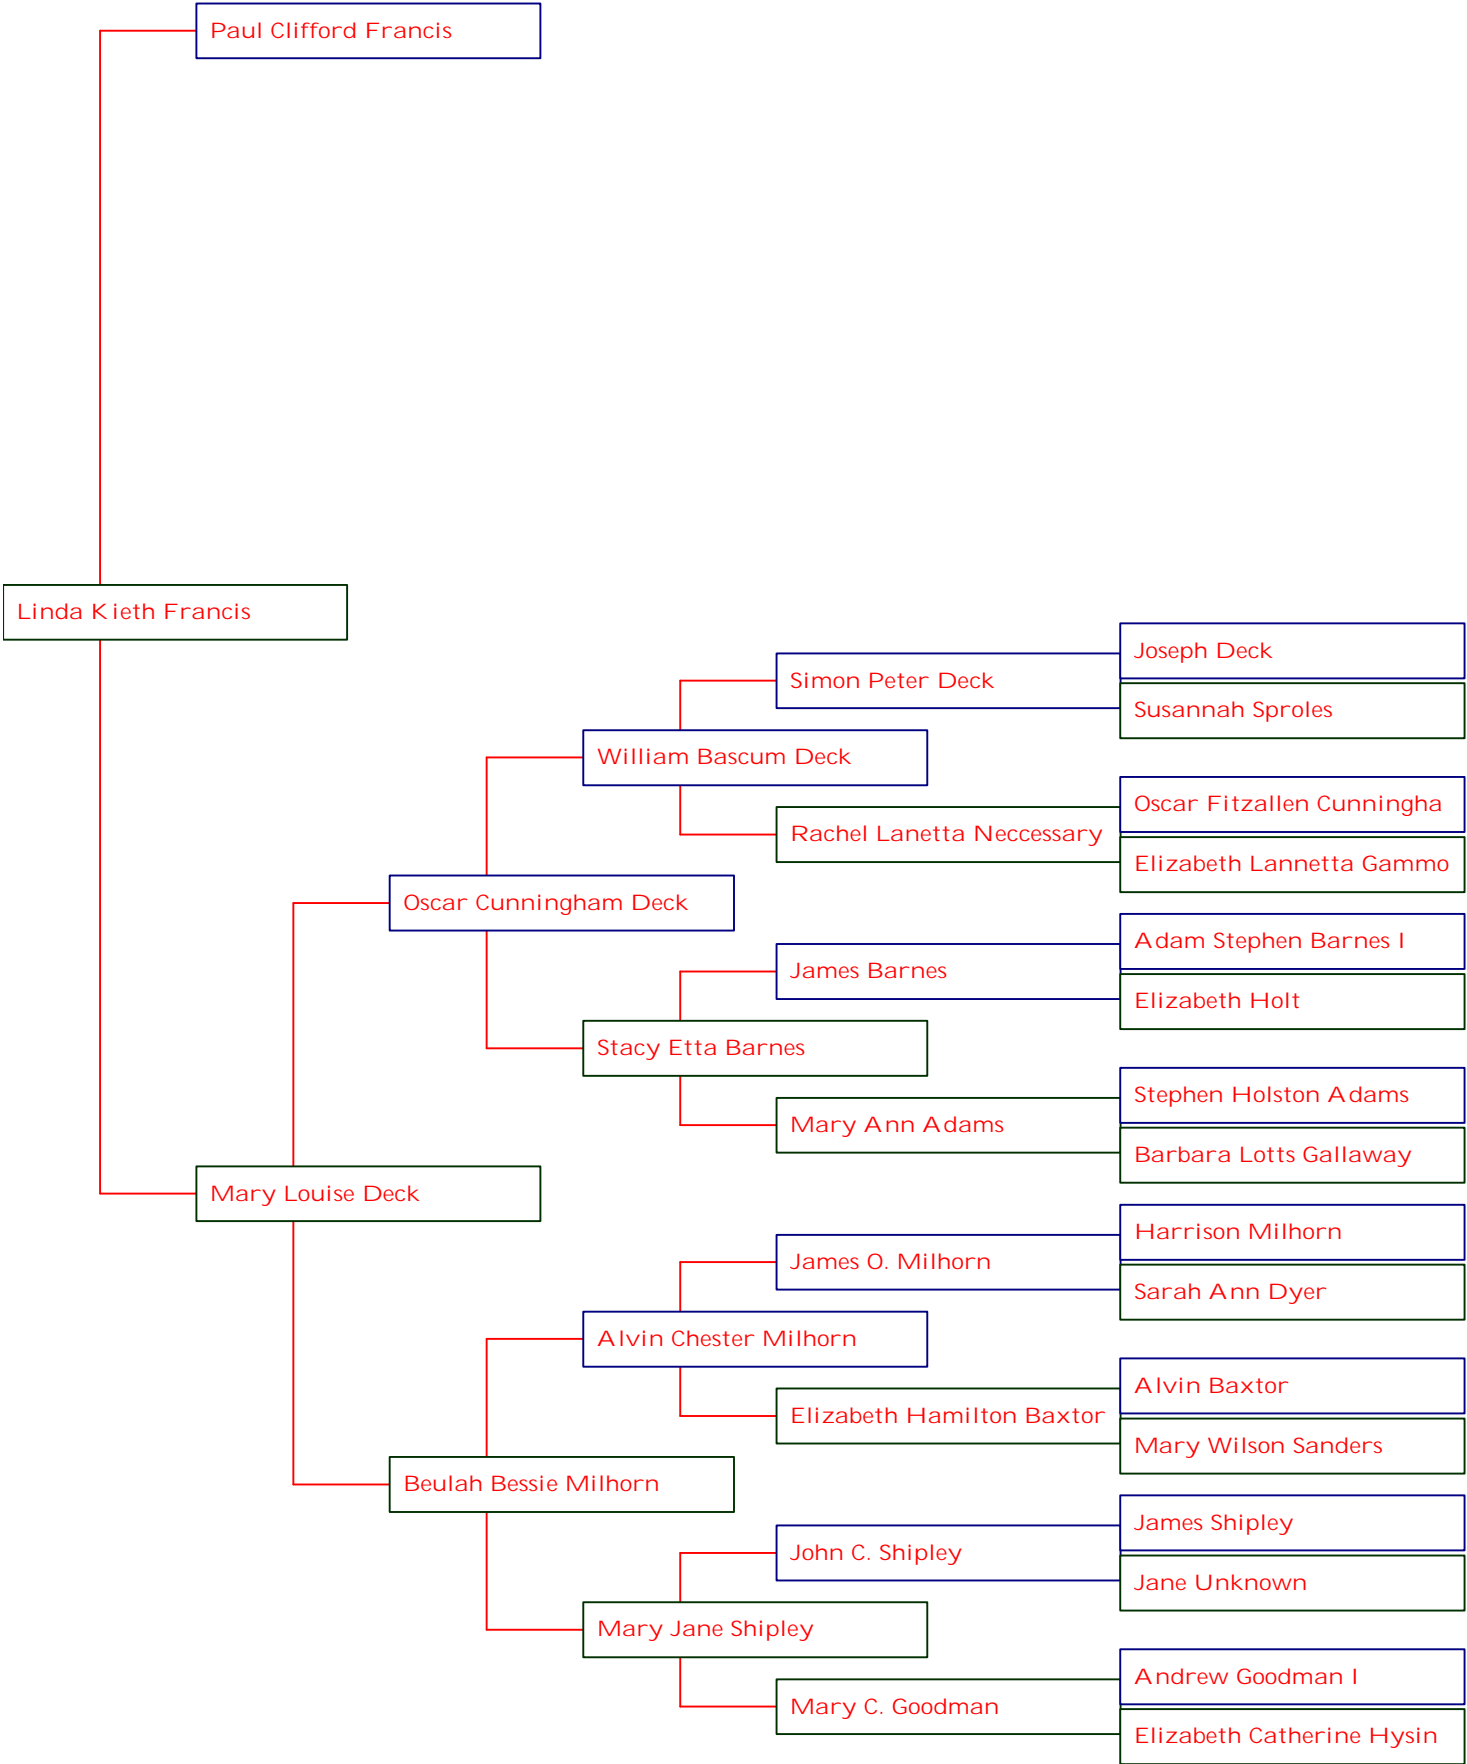 Paul Clifford Francis
Linda Kieth Francis
Joseph Deck
Simon Peter Deck
Susannah Sproles
William Bascum Deck
Oscar Fitzallen Cunningha
Rachel Lanetta Neccessary
Elizabeth Lannetta Gammo
Oscar Cunningham Deck
Adam Stephen Barnes I
James Barnes
Elizabeth Holt
Stacy Etta Barnes
Stephen Holston Adams
Mary Ann Adams
Barbara Lotts Gallaway
Mary Louise Deck
Harrison Milhorn
James O. Milhorn
Sarah Ann Dyer
Alvin Chester Milhorn
Alvin Baxtor
Elizabeth Hamilton Baxtor
Mary Wilson Sanders
Beulah Bessie Milhorn
James Shipley
John C. Shipley
Jane Unknown
Mary Jane Shipley
Andrew Goodman I
Mary C. Goodman
Elizabeth Catherine Hysin